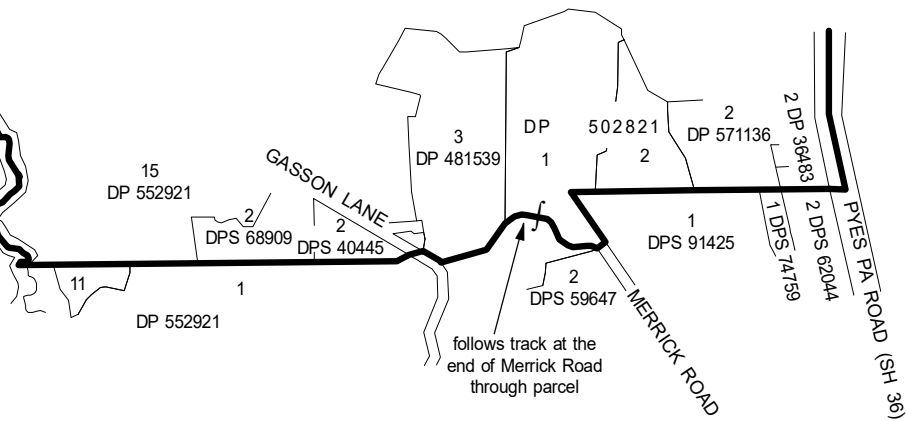 15
DP 552921
GASSON LANE
2
DPS 68909
2
DPS 40445
11
1
DP 552921
3
DP 481539
DP 502821
1
2
2
DP 571136
2 DP 36483
1
DPS 91425
1 DPS 74759
2 DPS 62044
PYES PA ROAD (SH 36)
2
DPS 59647
MERRICK ROAD
follows track at the
end of Merrick Road
through parcel